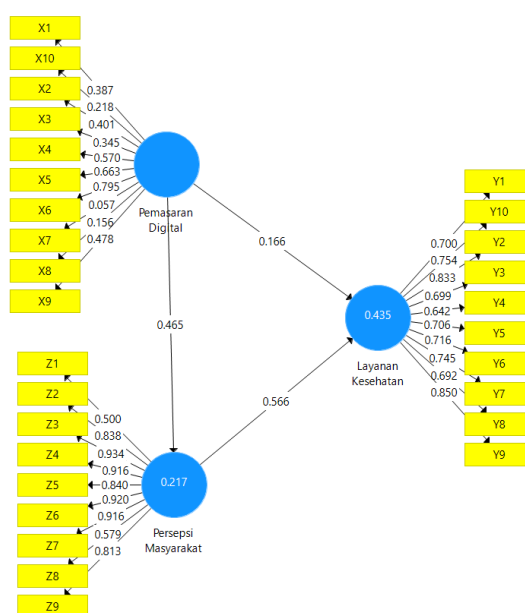 X1
X10
X2
X3
X4
X5
X6
X7
X8
X9
0.387
0.218
0.401
0.345
0.570
0.663
0.795
0.057
0.156
0.478
Pemasaran
Digital
0.166
0.465
0.566
Y1
Y10
Y2
Y3
Y4
Y5
Y6
Y7
Y8
Y9
0.700
0.754
0.833
0.699
0.642
0.706
0.716
0.745
0.692
0.850
0.435
Layanan
Kesehatan
Z1
Z2
Z3
Z4
Z5
Z6
Z7
Z8
Z9
0.500
0.838
0.934
0.916
0.840
0.920
0.916
0.579
0.813
0.217
Persepsi
Masyarakat